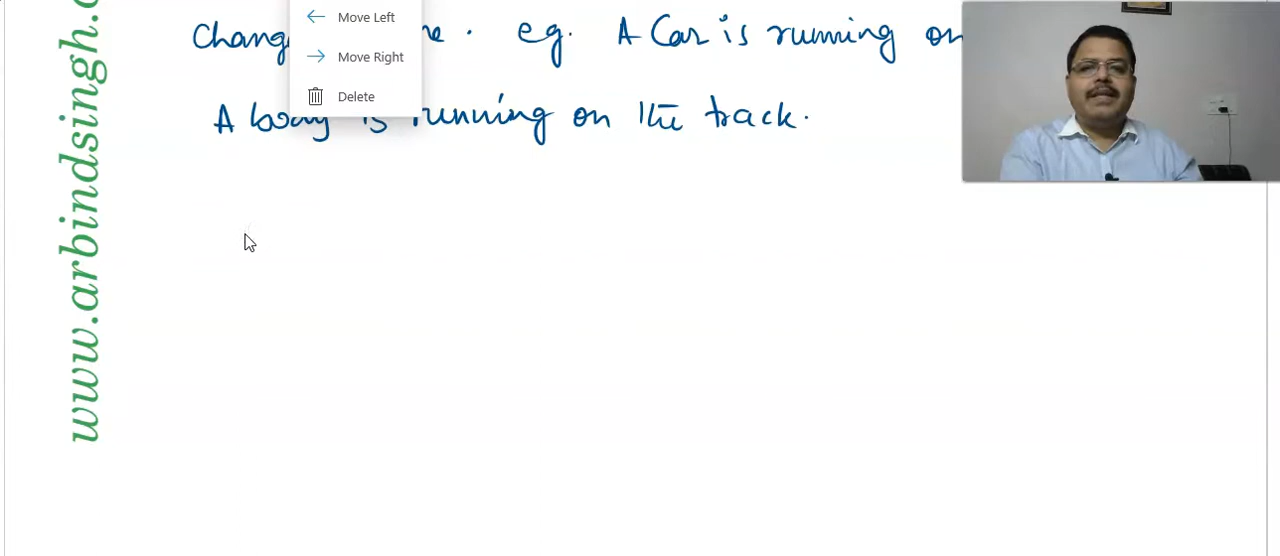 Move Left
chang e. eg. A Car is running on
Move Right
Delete
A body is running on the track.
www.arbindsingh.c